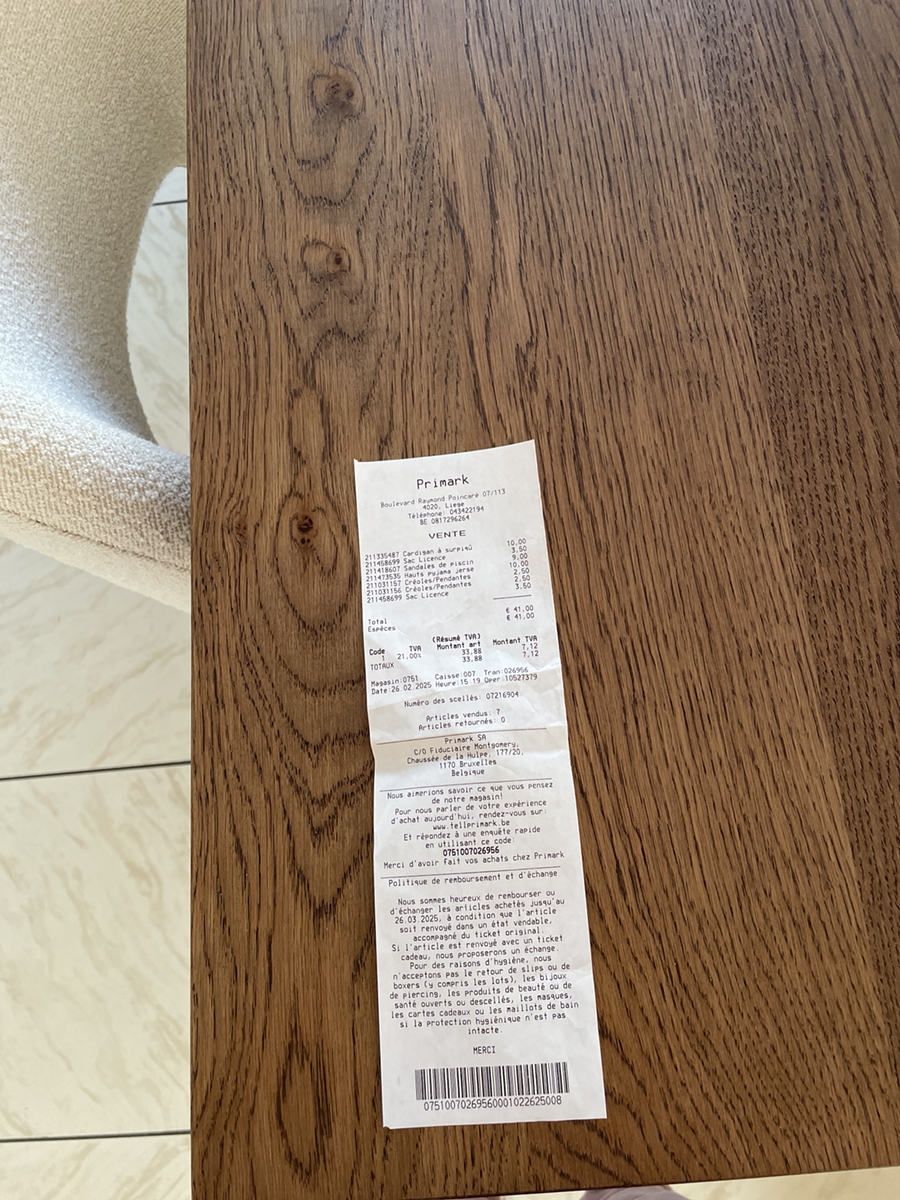 Primark
Boulevard Raymond Poincaré 07/113
4020, Liege
Téléphone: 043422194
BE 0817296264
VENTE
211335487 Cardigan à surpiqû 10,00
211458699 Sac Licence 3,50
211418607 Sandales de piscin 9,00
211473535 Hauts pyjama jerse 10,00
211031157 Créoles/Pendantes 2,50
211031156 Créoles/Pendantes 2,50
211458699 Sac Licence 3,50
Total € 41,00
Espèces € 41,00
(Résumé TVA)
Code TVA Montant art Montant TVA
1 21,00% 33,88 7,12
TOTAUX 33,88 7,12
Magasin:0751 Caisse:007 Tran:026956
Date:26.02.2025 Heure:15:19 Oper:10527379
Numéro des scellés: 07216904
Articles vendus: 7
Articles retournés: 0
Primark SA
C/O Fiduciaire Montgomery,
Chaussée de la Hulpe, 177/20,
1170 Bruxelles
Belgique
Nous aimerions savoir ce que vous pensez
de notre magasin!
Pour nous parler de votre expérience
d'achat aujourd'hui, rendez-vous sur:
www.tellprimark.be
Et répondez à une enquête rapide
en utilisant ce code:
0751007026956
Merci d'avoir fait vos achats chez Primark
Politique de remboursement et d'échange
Nous sommes heureux de rembourser ou
d'échanger les articles achetés jusqu'au
26.03.2025, à condition que l'article
soit renvoyé dans un état vendable,
accompagné du ticket original.
Si l'article est renvoyé avec un ticket
cadeau, nous proposerons un échange.
Pour des raisons d'hygiène, nous
n'acceptons pas le retour de slips ou de
boxers (y compris les lots), les bijoux
de piercing, les produits de beauté ou de
santé ouverts ou descellés, les masques,
les cartes cadeaux ou les maillots de bain
si la protection hygiénique n'est pas
intacte.
MERCI
07510070269560001022625008